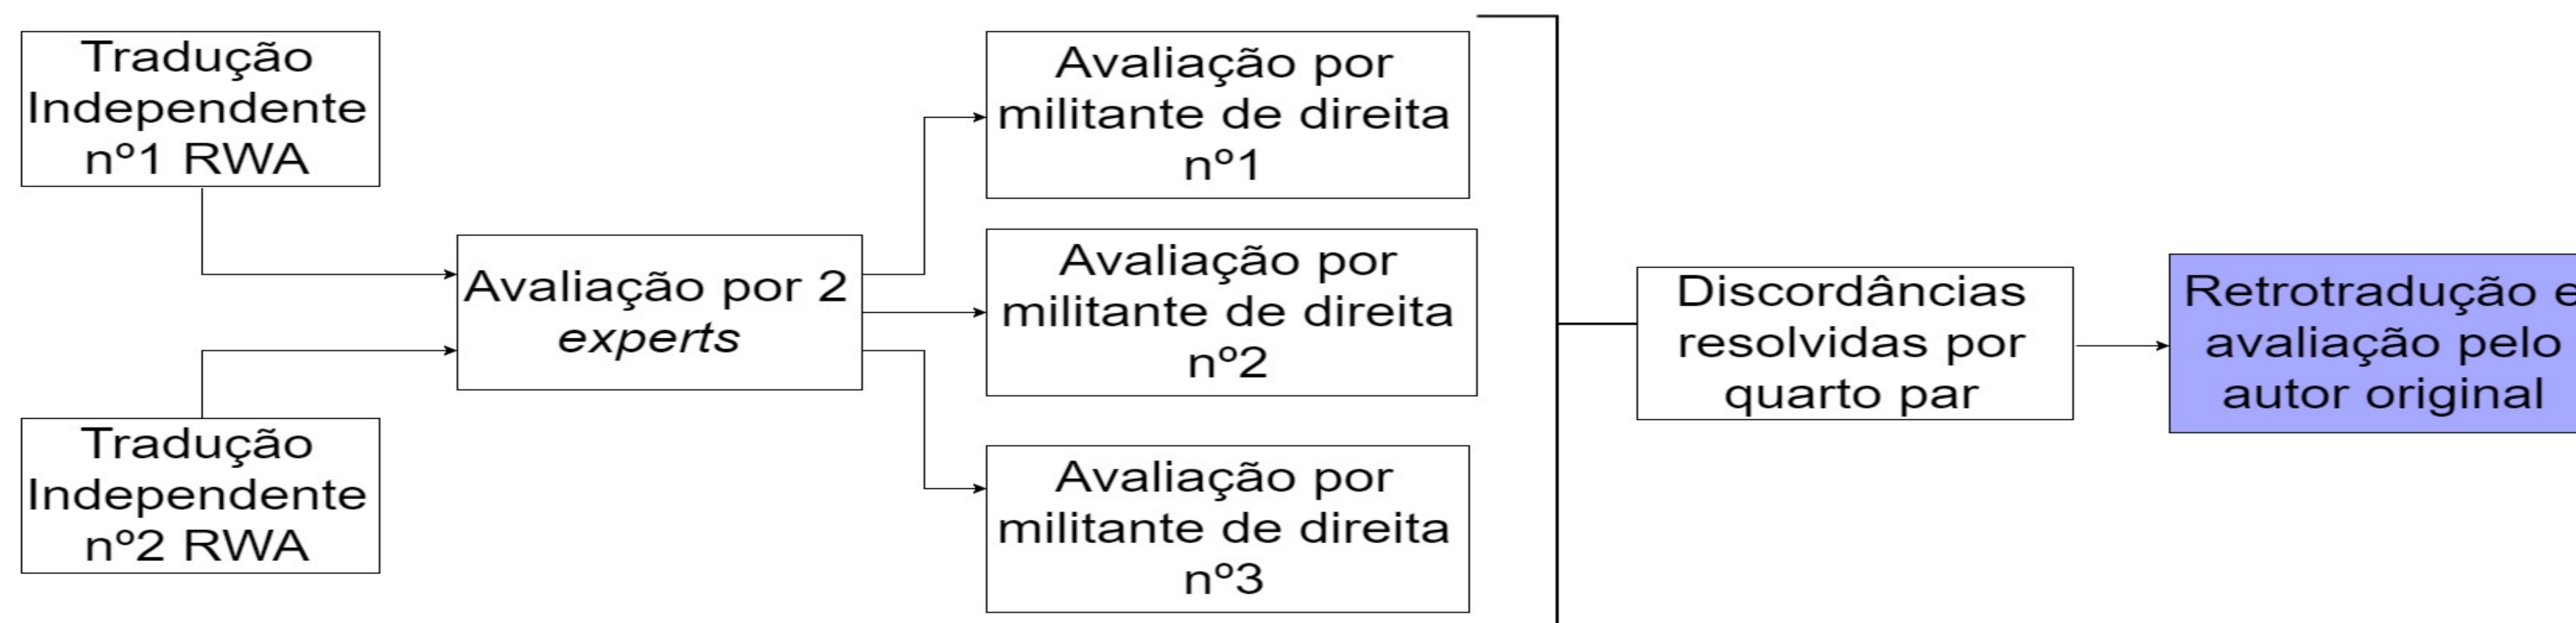 Tradução
Independente
nº1 RWA
Tradução
Independente
nº2 RWA
Avaliação por 2
experts
Avaliação por
militante de direita
nº1
Avaliação por
militante de direita
nº2
Avaliação por
militante de direita
nº3
Discordâncias
resolvidas por
quarto par
Retrotradução e
avaliação pelo
autor original